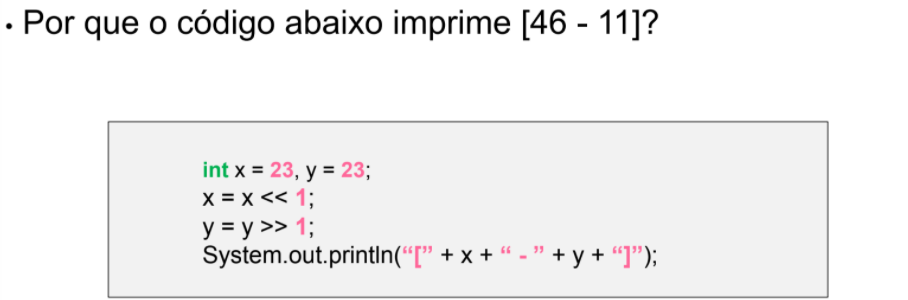 • Por que o código abaixo imprime [46 - 11]?
int x = 23, y = 23;
x = x << 1;
y = y >> 1;
System.out.println(“[” + x + “ - ” + y + “]”);